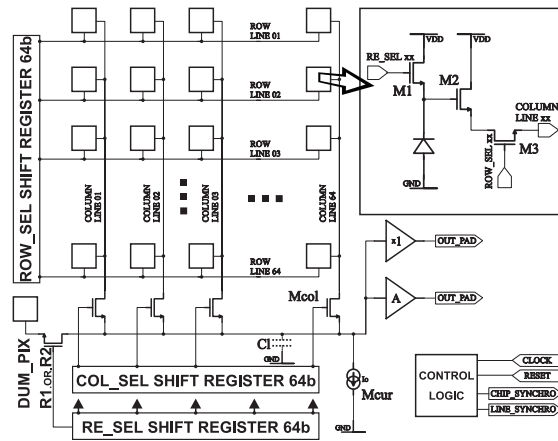 ROW_SEL SHIFT REGISTER 64b
ROW
LINE 01
ROW
LINE 02
ROW
LINE 03
ROW
LINE 64
COLUMN
LINE 01
COLUMN
LINE 02
COLUMN
LINE 03
COLUMN
LINE 64
VDD
VDD
RE_SEL xx
M1
M2
COLUMN
LINE xx
M3
GND
ROW_SEL xx
x1
OUT_PAD
A
OUT_PAD
Mcol
DUM_PIX
R1.OR.R2
Cl
GND
Io
Mcur
GND
COL_SEL SHIFT REGISTER 64b
RE_SEL SHIFT REGISTER 64b
CONTROL
LOGIC
CLOCK
RESET
CHIP_SYNCHRO
LINE_SYNCHRO